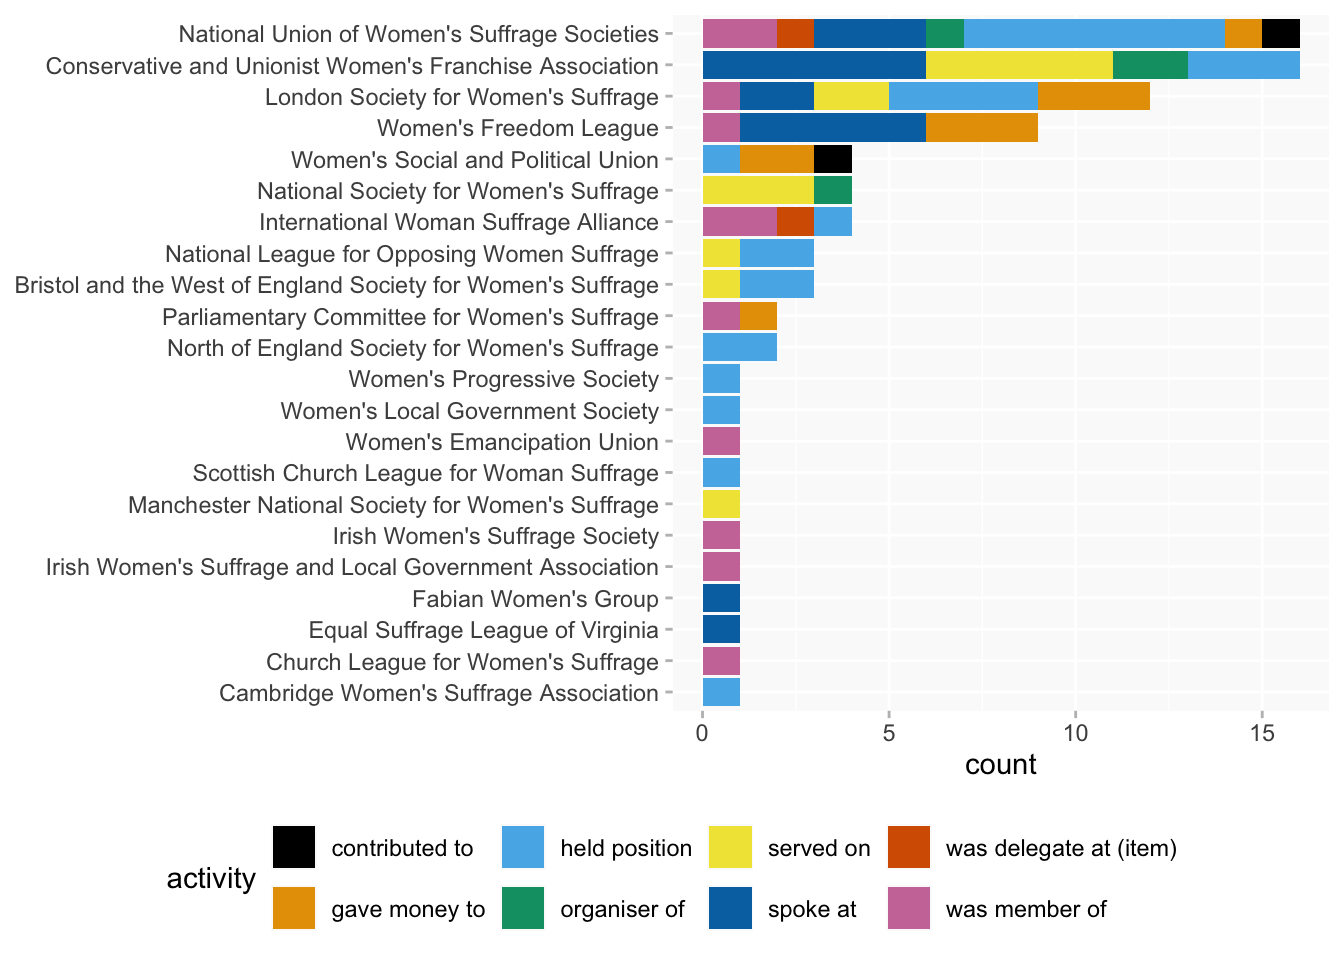 National Union of Women's Suffrage Societies
Conservative and Unionist Women's Franchise Association
London Society for Women's Suffrage
Women's Freedom League
Women's Social and Political Union
National Society for Women's Suffrage
International Woman Suffrage Alliance
National League for Opposing Women Suffrage
Bristol and the West of England Society for Women's Suffrage
Parliamentary Committee for Women's Suffrage
North of England Society for Women's Suffrage
Women's Progressive Society
Women's Local Government Society
Women's Emancipation Union
Scottish Church League for Woman Suffrage
Manchester National Society for Women's Suffrage
Irish Women's Suffrage Society
Irish Women's Suffrage and Local Government Association
Fabian Women's Group
Equal Suffrage League of Virginia
Church League for Women's Suffrage
Cambridge Women's Suffrage Association
0 5 10 15
count
activity
contributed to held position served on was delegate at (item)
gave money to organiser of spoke at was member of